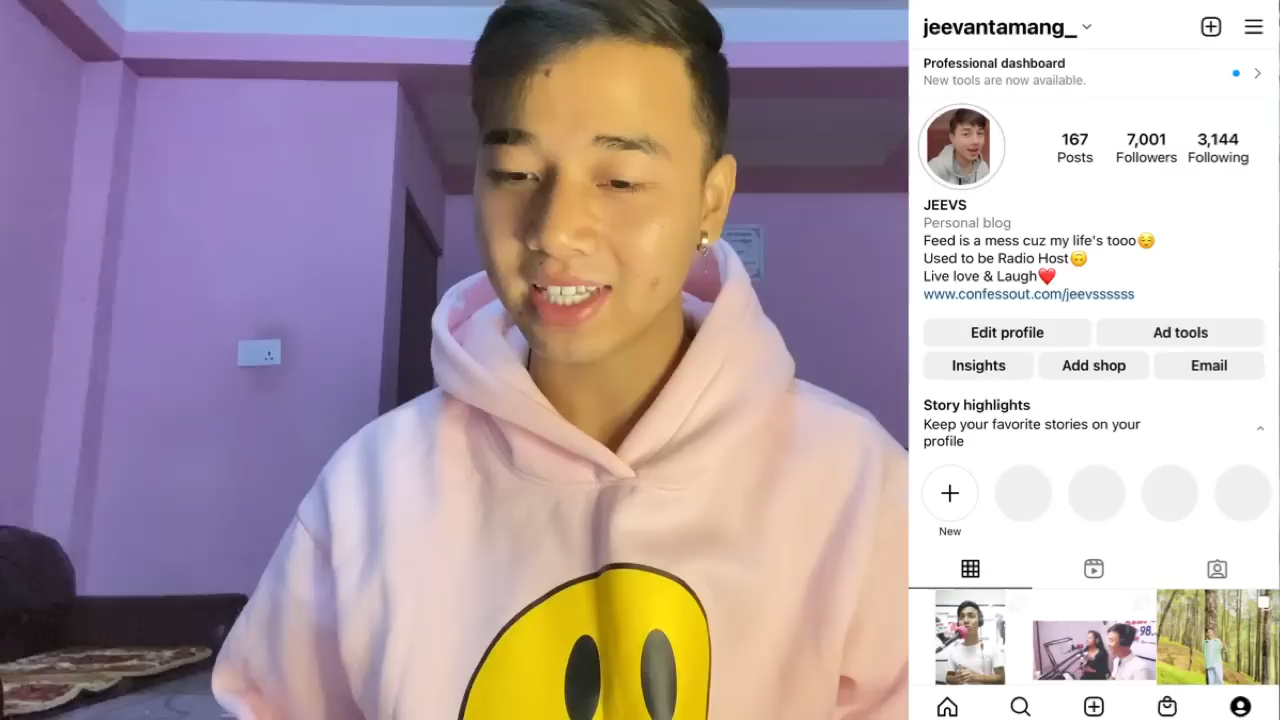 jeevantamang_
Professional dashboard
New tools are now available.
167
7,001
3,144
Posts
Followers
Following
JEEVS
Personal blog
Feed is a mess cuz my life's tooo😌
Used to be Radio Host🙃
Live love & Laugh❤️
www.confessout.com/jeevssssss
Edit profile
Ad tools
Insights
Add shop
Email
Story highlights
Keep your favorite stories on your
profile
New
98.